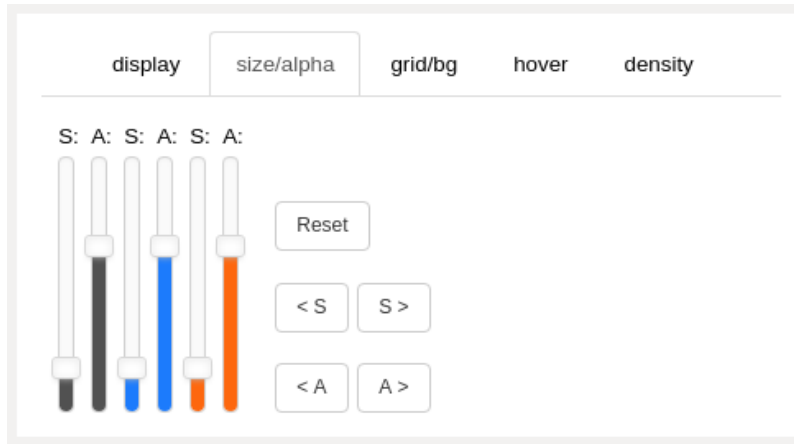 display size/alpha grid/bg hover density
S: A: S: A: S: A:
Reset
< S S >
< A A >